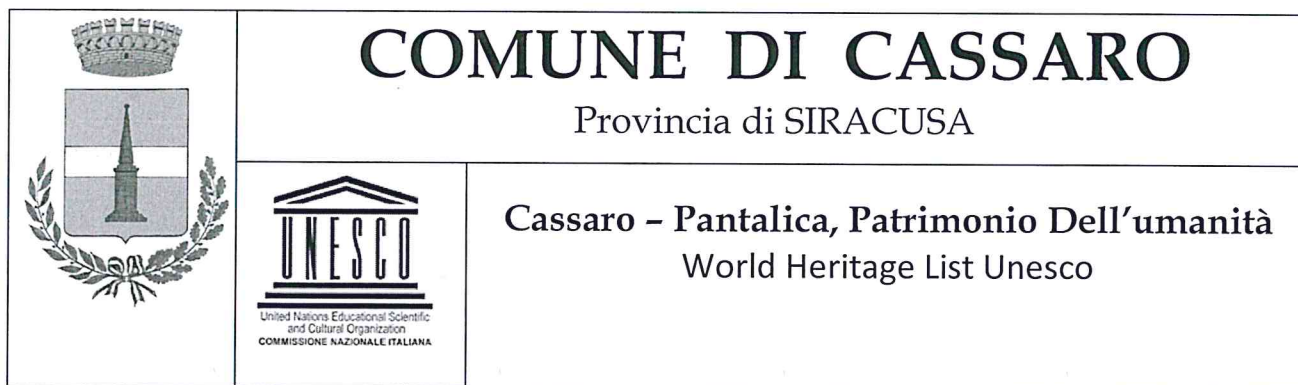 COMUNE DI CASSARO
Provincia di SIRACUSA
UNESCO
United Nations Educational Scientific
and Cultural Organization
COMMISSIONE NAZIONALE ITALIANA
Cassaro – Pantalica, Patrimonio Dell'umanità
World Heritage List Unesco